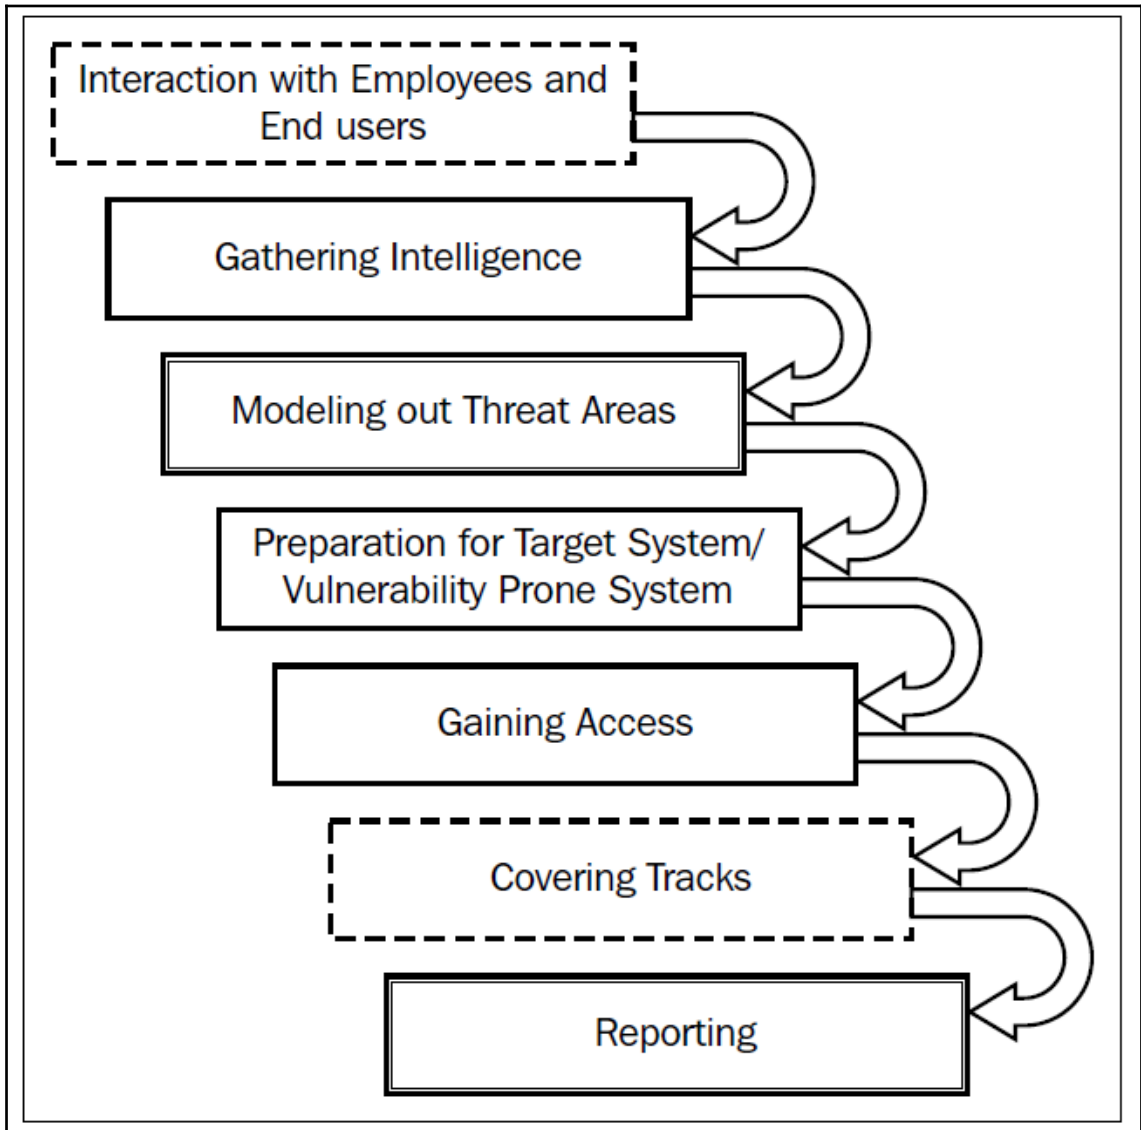 Interaction with Employees and
End users
Gathering Intelligence
Modeling out Threat Areas
Preparation for Target System/
Vulnerability Prone System
Gaining Access
Covering Tracks
Reporting